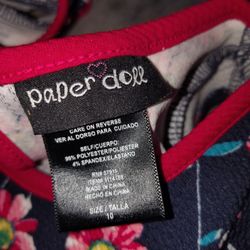 paper doll
CARE ON REVERSE
VER AL DORSO PARA CUIDADO
SELF/CUERPO:
96% POLYESTER/POLIESTER
4% SPANDEX/ELASTANO
MADE IN CHINA
HECHO EN CHINA
SIZE / TALLA
10